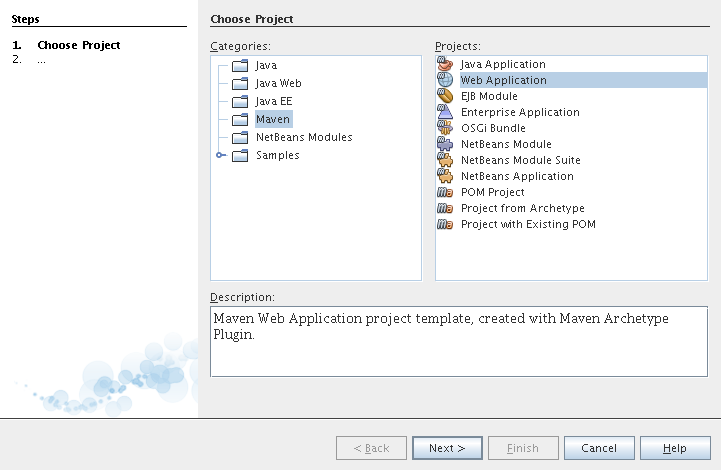 Steps
1. Choose Project
2. ...
Choose Project
Categories:
Java
Java Web
Java EE
Maven
NetBeans Modules
Samples
Projects:
Java Application
Web Application
EJB Module
Enterprise Application
OSGi Bundle
NetBeans Module
NetBeans Module Suite
NetBeans Application
POM Project
Project from Archetype
Project with Existing POM
Description:
Maven Web Application project template, created with Maven Archetype
Plugin.
< Back
Next >
Finish
Cancel
Help